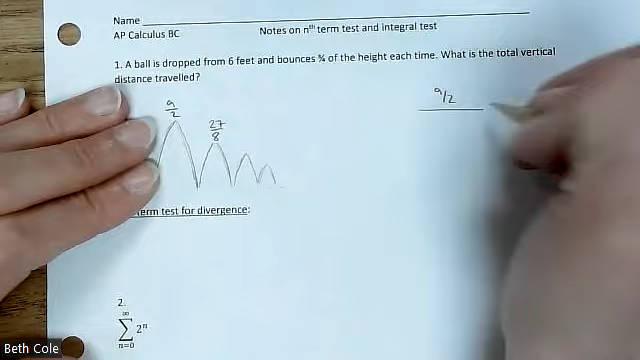 Name
AP Calculus BC
Notes on nth term test and integral test
1. A ball is dropped from 6 feet and bounces ¾ of the height each time. What is the total vertical
distance travelled?
9/2
9/2
27/8
term test for divergence:
2.
∞
∑ 2ⁿ
n=0
Beth Cole